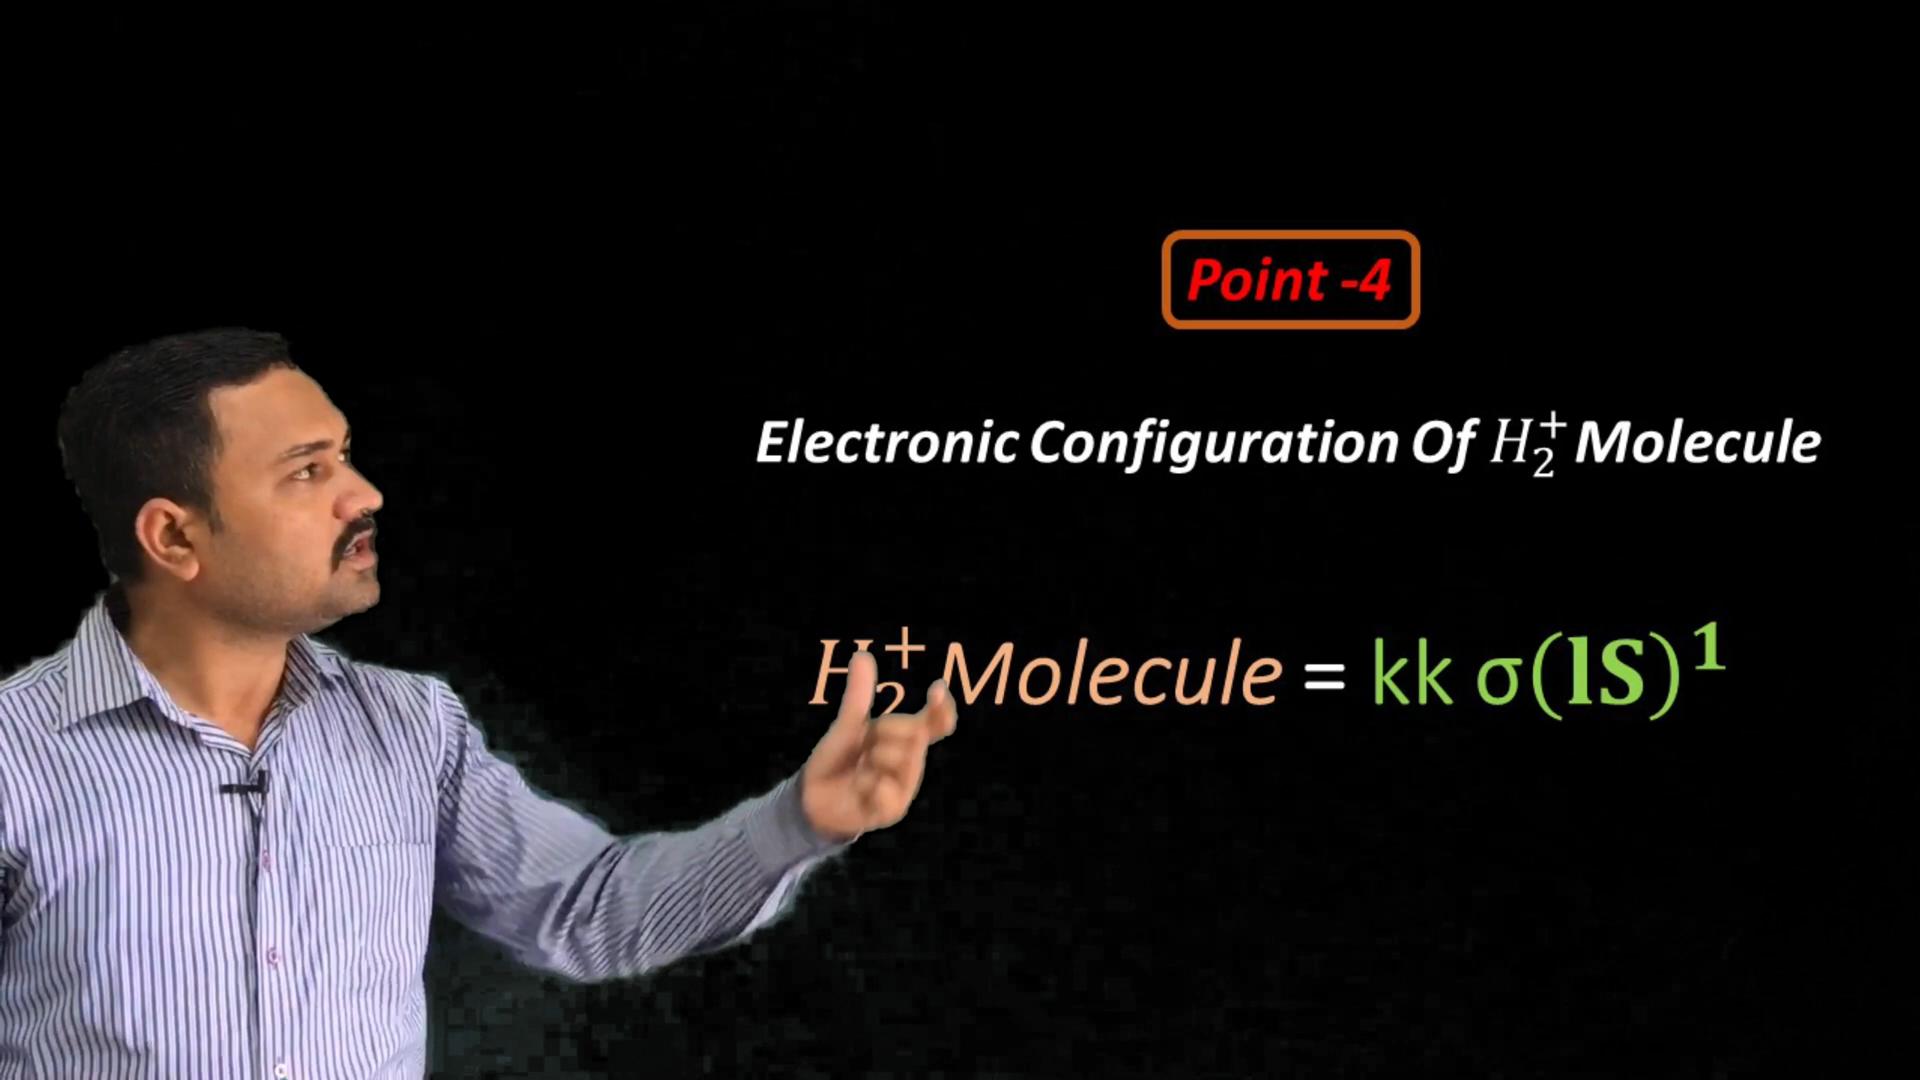 Point -4
Electronic Configuration Of H₂⁺ Molecule
H₂⁺ Molecule = kk σ(lS)¹